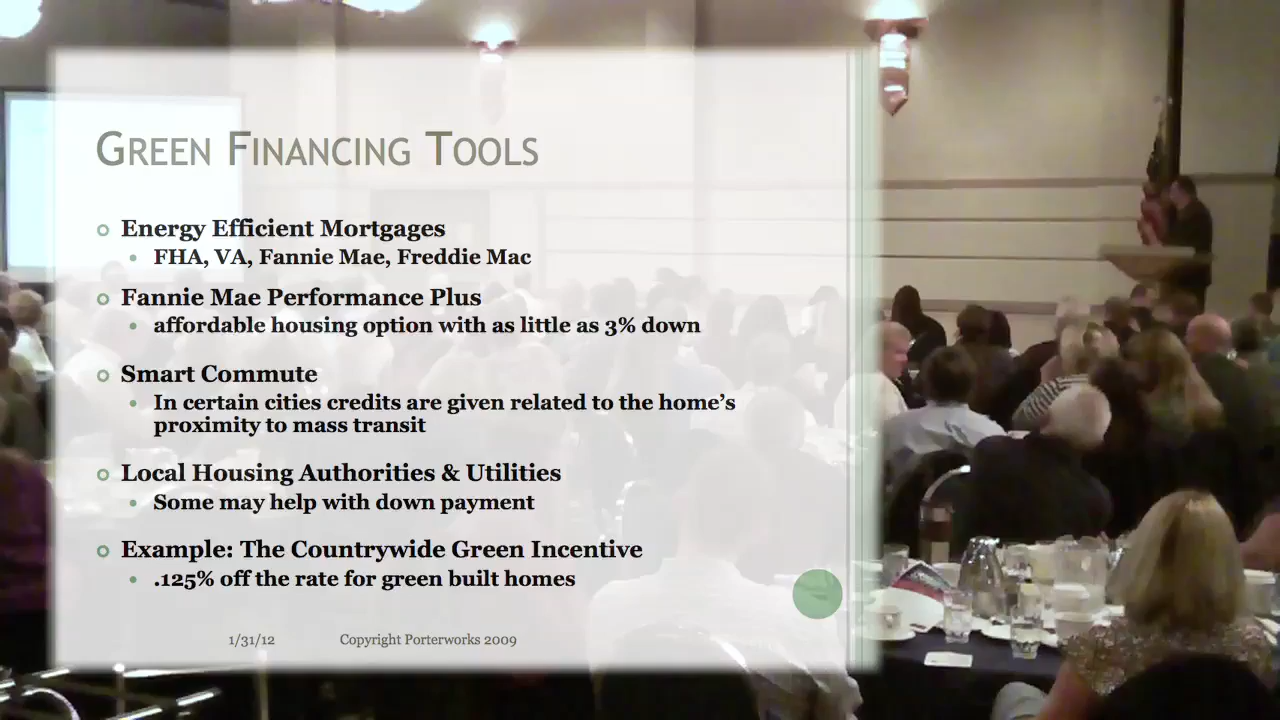 Green Financing Tools
Energy Efficient Mortgages
FHA, VA, Fannie Mae, Freddie Mac
Fannie Mae Performance Plus
affordable housing option with as little as 3% down
Smart Commute
In certain cities credits are given related to the home’s
proximity to mass transit
Local Housing Authorities & Utilities
Some may help with down payment
Example: The Countrywide Green Incentive
.125% off the rate for green built homes
1/31/12 Copyright Porterworks 2009